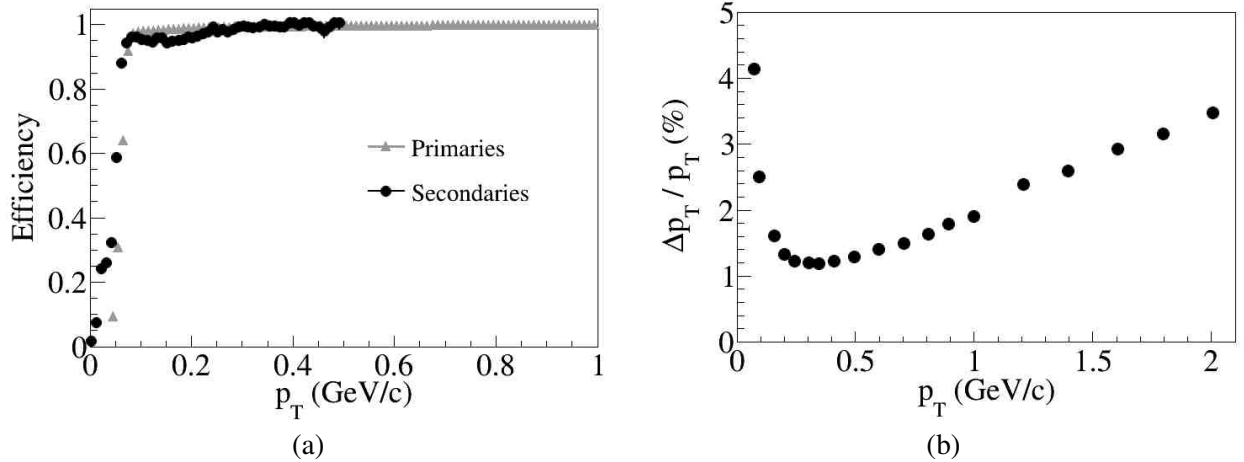 Efficiency
1
0.8
0.6
0.4
0.2
0
0 0.2 0.4 0.6 0.8 1
p_T (GeV/c)
Primaries
Secondaries
(a)
Δp_T / p_T (%)
5
4
3
2
1
0
0 0.5 1 1.5 2
p_T (GeV/c)
(b)